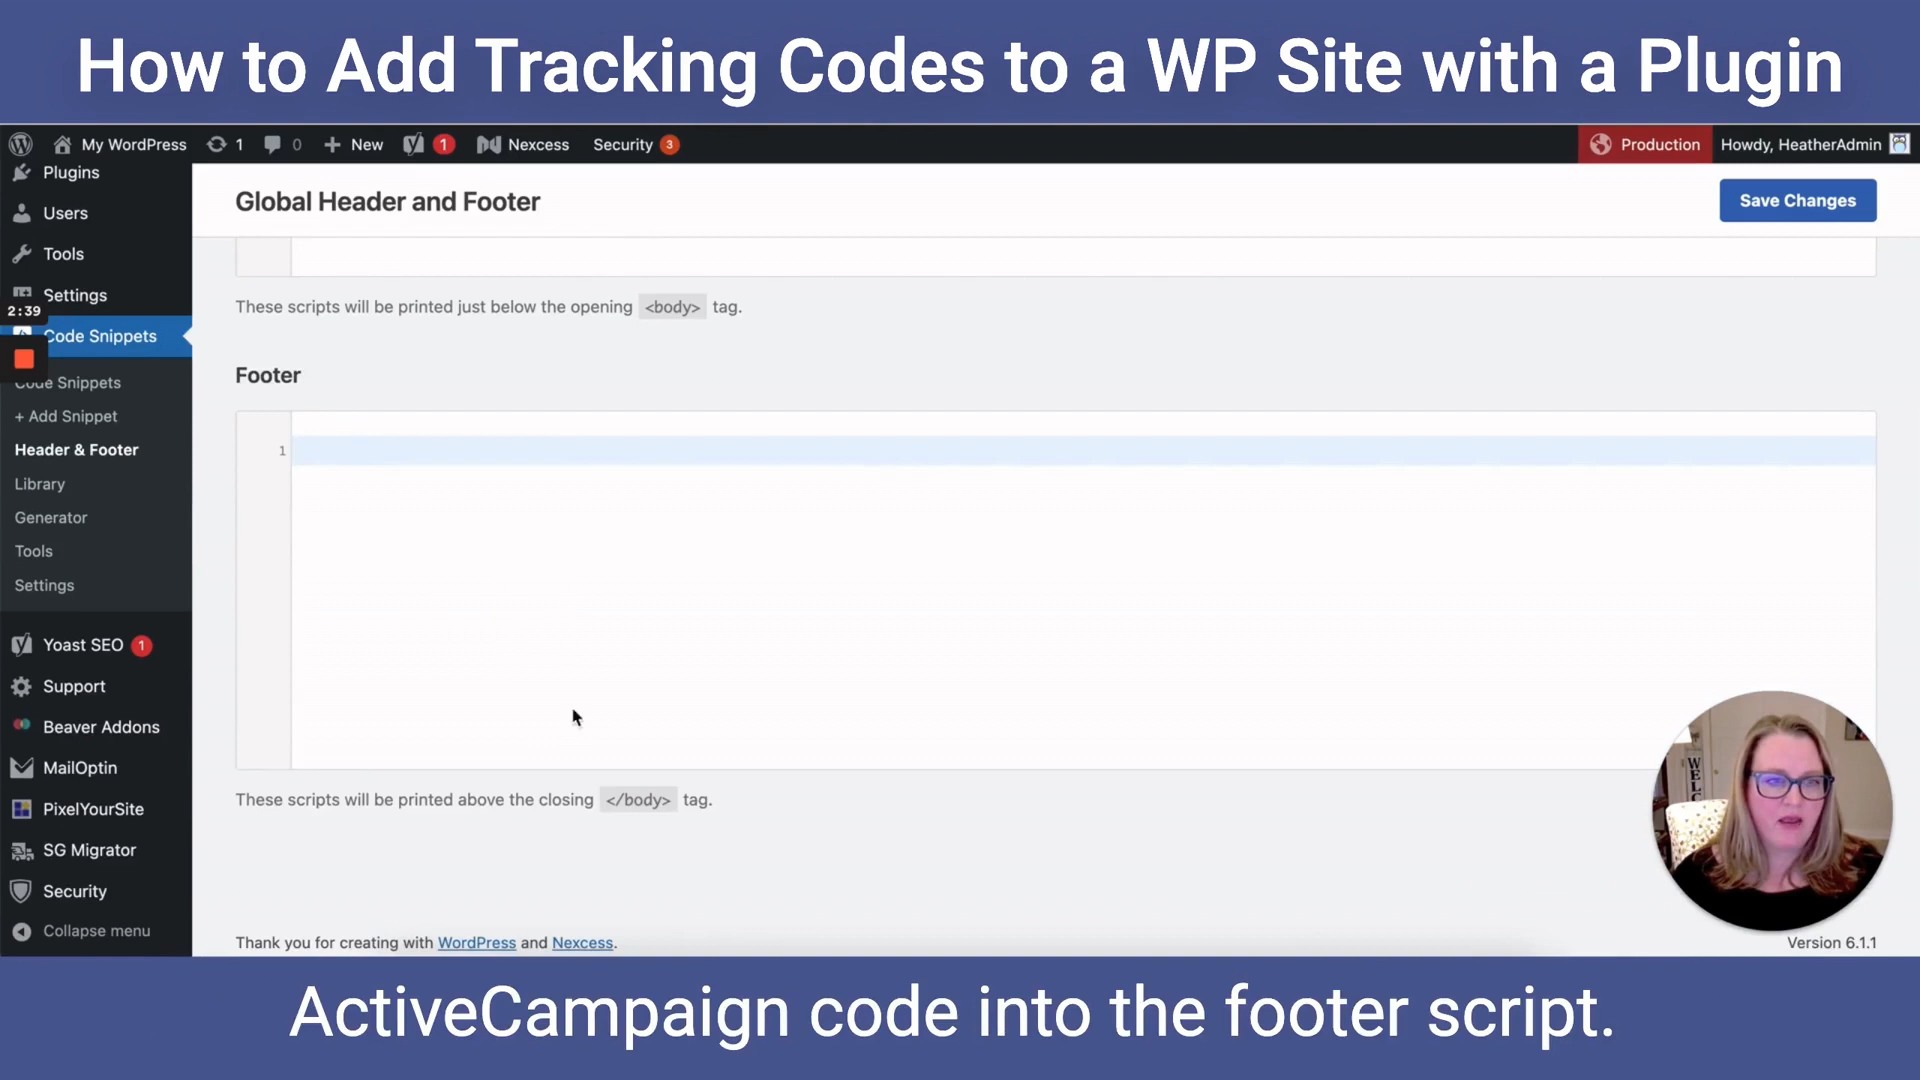 How to Add Tracking Codes to a WP Site with a Plugin
My WordPress 1 0 New 1 Nexcess Security 3 Production Howdy, HeatherAdmin
Plugins
Users
Tools
Settings
2:39
Code Snippets
Code Snippets
+ Add Snippet
Header & Footer
Library
Generator
Tools
Settings
Yoast SEO 1
Support
Beaver Addons
MailOptin
PixelYourSite
SG Migrator
Security
Collapse menu
Global Header and Footer
Save Changes
These scripts will be printed just below the opening <body> tag.
Footer
1
These scripts will be printed above the closing </body> tag.
WELC
Thank you for creating with WordPress and Nexcess.
Version 6.1.1
ActiveCampaign code into the footer script.